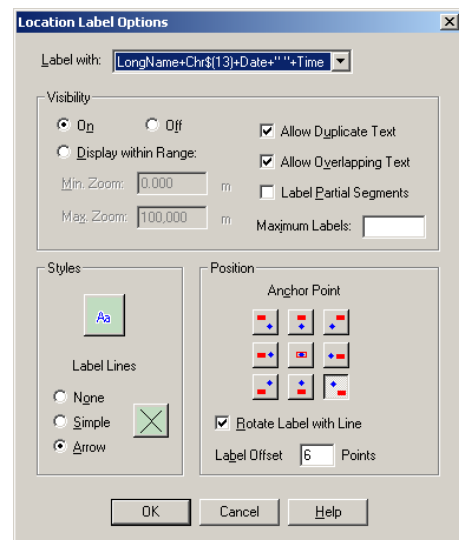 Location Label Options
Label with: LongName+Chr$(13)+Date+" "+Time
Visibility
On Off
Display within Range:
Min. Zoom: 0.000 m
Max. Zoom: 100,000 m
Allow Duplicate Text
Allow Overlapping Text
Label Partial Segments
Maximum Labels:
Styles
Aa
Label Lines
None
Simple
Arrow
Position
Anchor Point
Rotate Label with Line
Label Offset 6 Points
OK Cancel Help